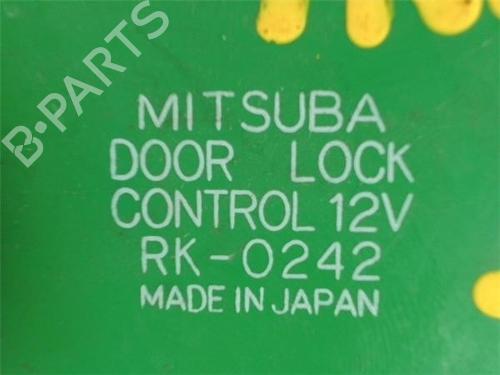 B-PARTS
MITSUBA
DOOR LOCK
CONTROL 12V
RK-0242
MADE IN JAPAN